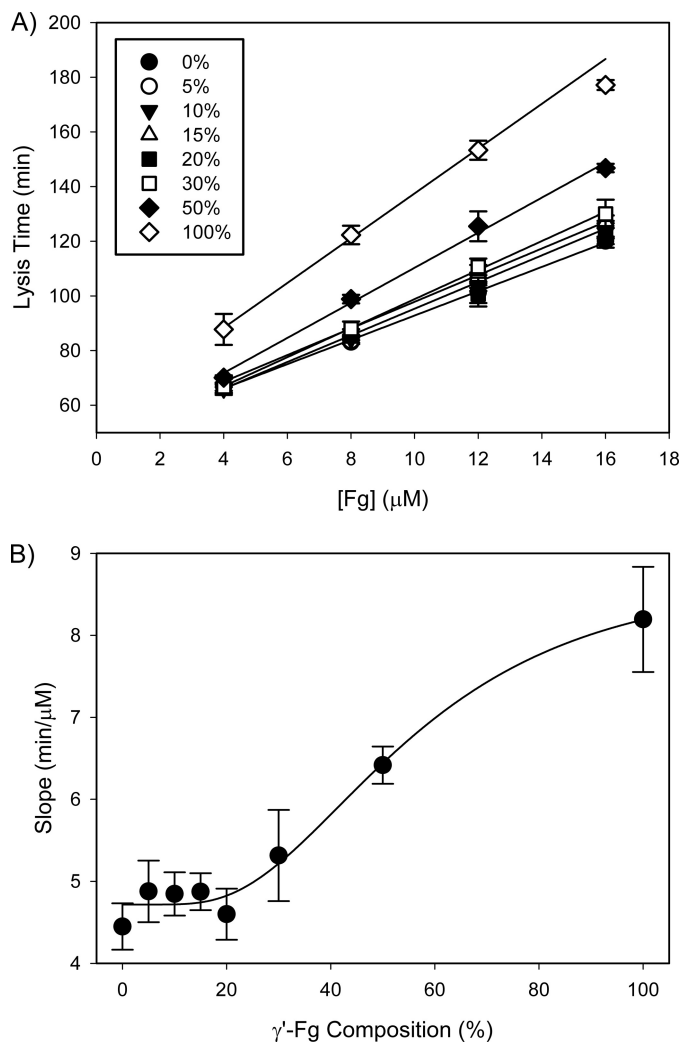 A)
200
180
160
140
120
100
80
60
Lysis Time (min)
0%
5%
10%
15%
20%
30%
50%
100%
0 2 4 6 8 10 12 14 16 18
[Fg] (μM)
B)
9
8
7
6
5
4
Slope (min/μM)
0 20 40 60 80 100
γ'-Fg Composition (%)